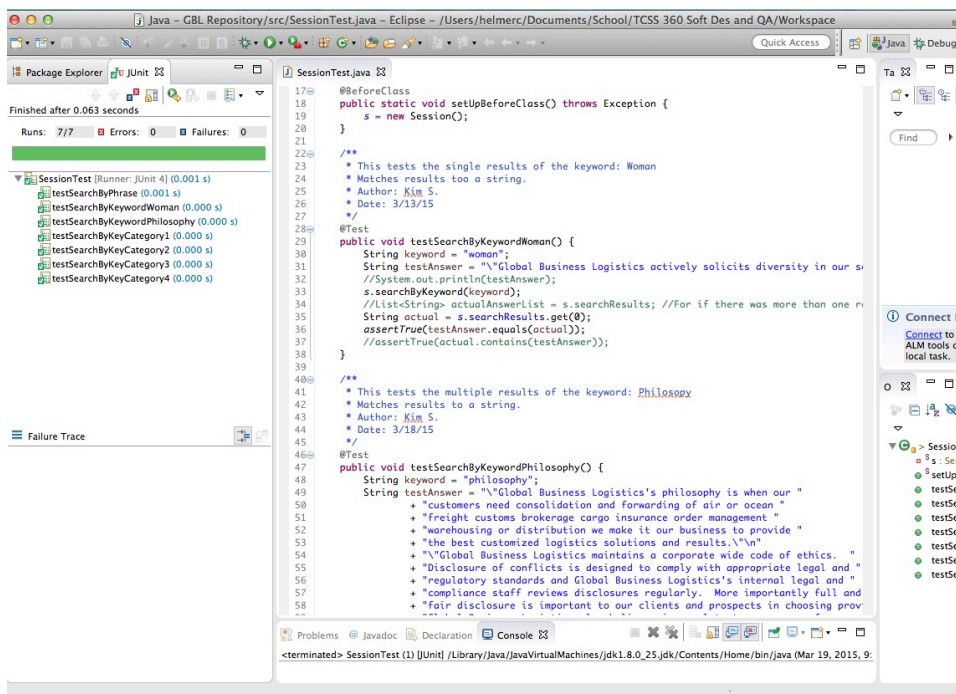 Java - GBL Repository/src/SessionTest.java - Eclipse - /Users/helmerc/Documents/School/TCSS 360 Soft Des and QA/Workspace
Quick Access
Java
Debug
Package Explorer
JUnit
Finished after 0.063 seconds
Runs: 7/7 Errors: 0 Failures: 0
SessionTest [Runner: JUnit 4] (0.001 s)
testSearchByPhrase (0.001 s)
testSearchByKeywordWoman (0.000 s)
testSearchByKeywordPhilosophy (0.000 s)
testSearchByKeyCategory1 (0.000 s)
testSearchByKeyCategory2 (0.000 s)
testSearchByKeyCategory3 (0.000 s)
testSearchByKeyCategory4 (0.000 s)
Failure Trace
SessionTest.java
17 @BeforeClass
18 public static void setUpBeforeClass() throws Exception {
19 s = new Session();
20 }
21
22 /**
23 * This tests the single results of the keyword: Woman
24 * Matches results too a string.
25 * Author: Kim S.
26 * Date: 3/13/15
27 */
28 @Test
29 public void testSearchByKeywordWoman() {
30 String keyword = "woman";
31 String testAnswer = "\"Global Business Logistics actively solicits diversity in our s
32 //System.out.println(testAnswer);
33 s.searchByKeyword(keyword);
34 //List<String> actualAnswerList = s.searchResults; //For if there was more than one r
35 String actual = s.searchResults.get(0);
36 assertTrue(testAnswer.equals(actual));
37 //assertTrue(actual.contains(testAnswer));
38 }
39
40 /**
41 * This tests the multiple results of the keyword: Philosopy
42 * Matches results to a string.
43 * Author: Kim S.
44 * Date: 3/18/15
45 */
46 @Test
47 public void testSearchByKeywordPhilosophy() {
48 String keyword = "philosophy";
49 String testAnswer = "\"Global Business Logistics's philosophy is when our "
50 + "customers need consolidation and forwarding of air or ocean "
51 + "freight customs brokerage cargo insurance order management "
52 + "warehousing or distribution we make it our business to provide "
53 + "the best customized logistics solutions and results.\"\n"
54 + "\"Global Business Logistics maintains a corporate wide code of ethics. "
55 + "Disclosure of conflicts is designed to comply with appropriate legal and "
56 + "regulatory standards and Global Business Logistics's internal legal and "
57 + "compliance staff reviews disclosures regularly. More importantly full and
58 + "fair disclosure is important to our clients and prospects in choosing prov
Problems
Javadoc
Declaration
Console
<terminated> SessionTest (1) [JUnit] /Library/Java/JavaVirtualMachines/jdk1.8.0_25.jdk/Contents/Home/bin/java (Mar 19, 2015, 9:
Ta
Find
Connect
Connect to
ALM tools
local task.
O
> Session
s : Se
setUp
testSe
testSe
testSe
testSe
testSe
testSe